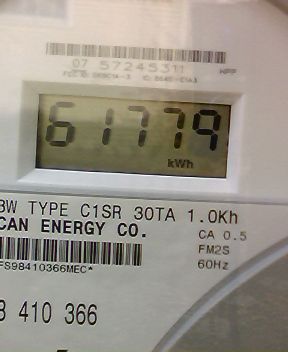 07 57245311
61779
kWh
3W TYPE C1SR 30TA 1.0Kh
CAN ENERGY CO.
CA 0.5
FM2S
60Hz
FS98410366MEC*
410 366